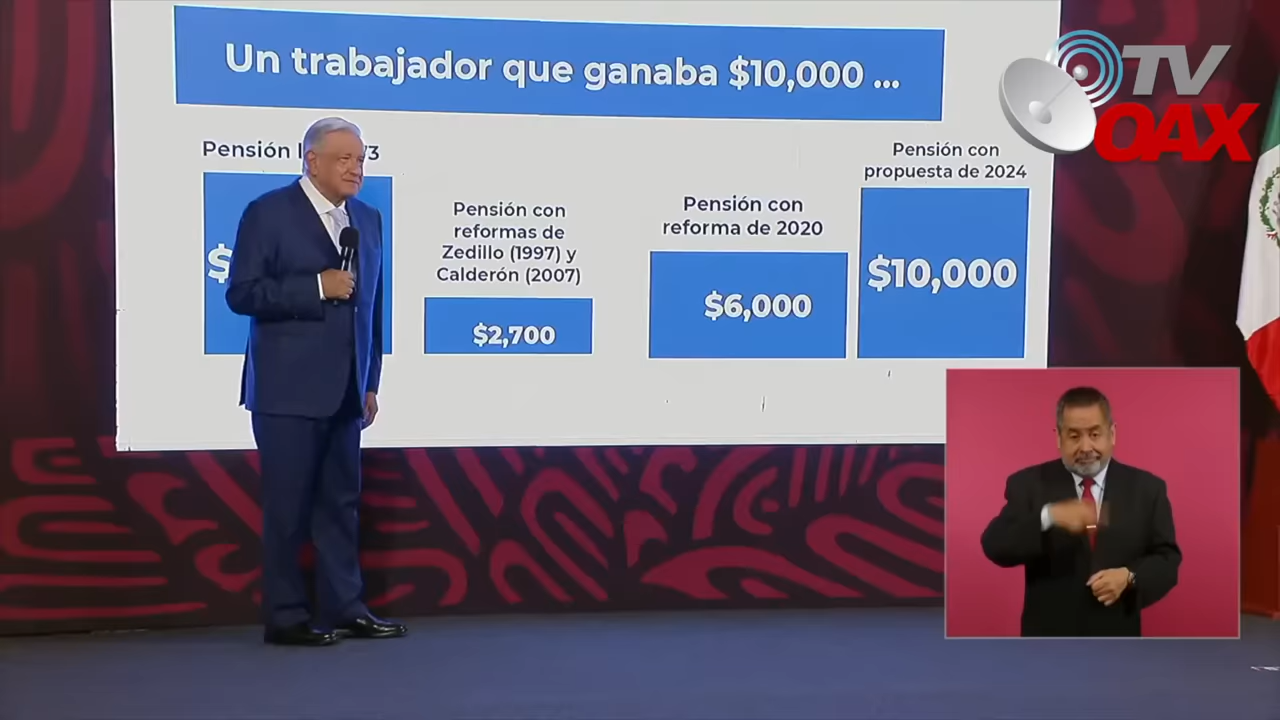 Un trabajador que ganaba $10,000 ...
Pensión
Pensión con
reformas de
Zedillo (1997) y
Calderón (2007)
$2,700
Pensión con
reforma de 2020
$6,000
Pensión con
propuesta de 2024
$10,000
TV
OAX